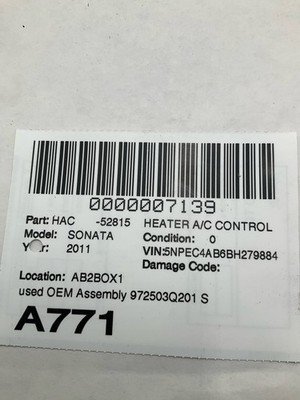 0000007139
Part: HAC -52815 HEATER A/C CONTROL
Model: SONATA Condition: 0
Year: 2011 VIN:5NPEC4AB6BH279884
Damage Code:
Location: AB2BOX1
used OEM Assembly 972503Q201 S
A771